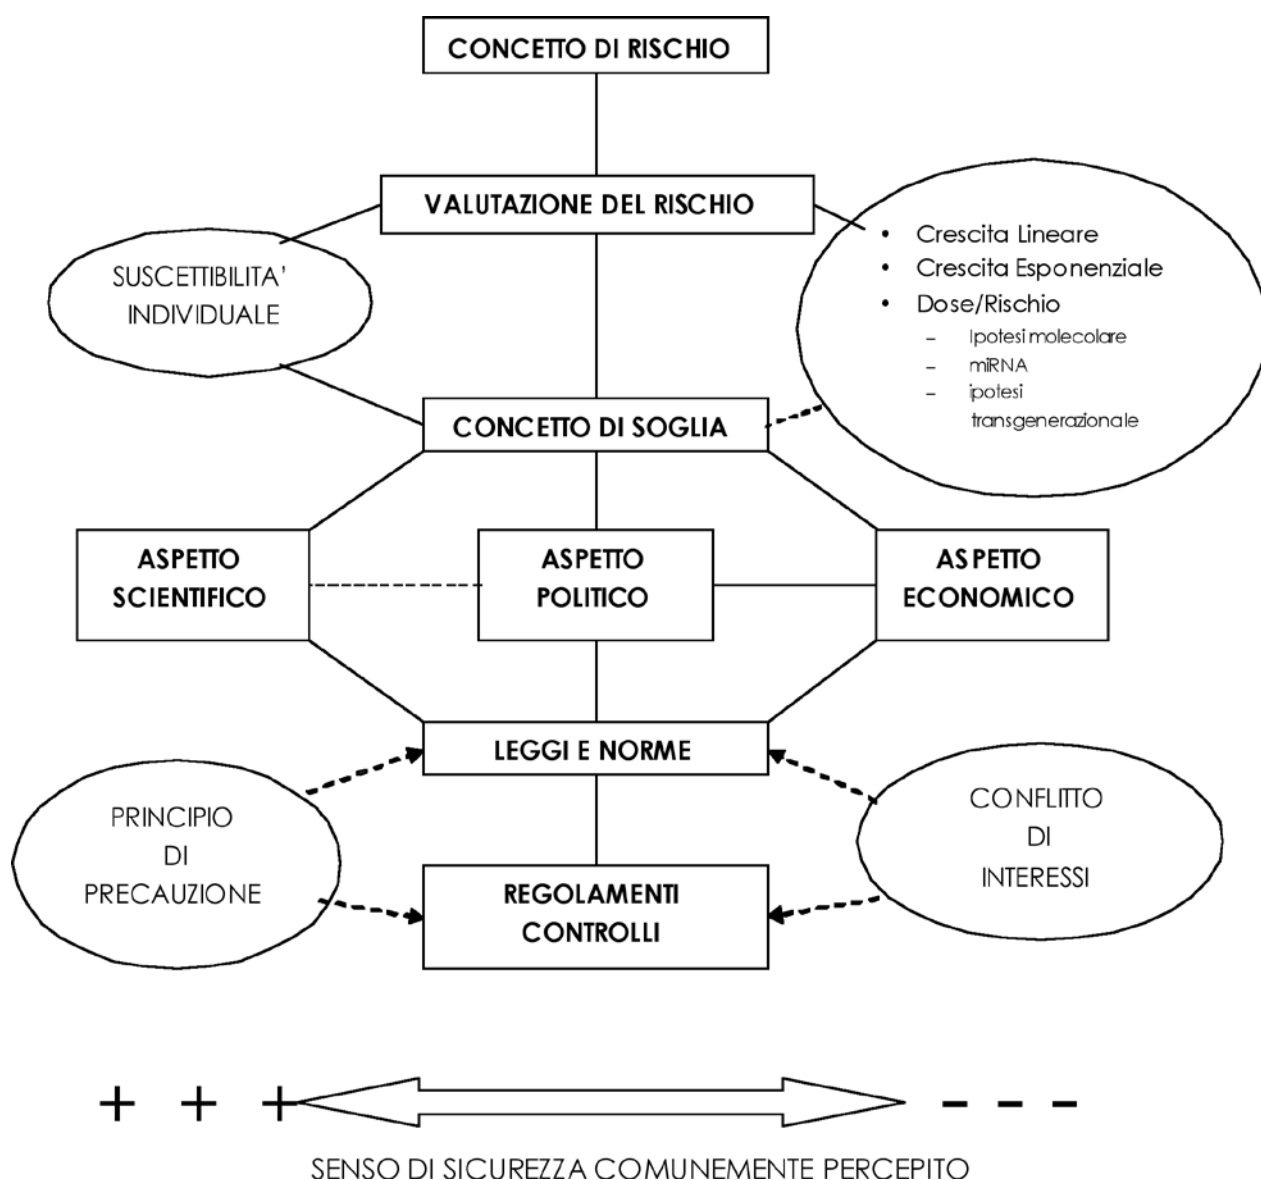 CONCETTO DI RISCHIO
VALUTAZIONE DEL RISCHIO
SUSCETTIBILITA'
INDIVIDUALE
• Crescita Lineare
• Crescita Esponenziale
• Dose/Rischio
– Ipotesi molecolare
– miRNA
– ipotesi
transgenerazionale
CONCETTO DI SOGLIA
ASPETTO
SCIENTIFICO
ASPETTO
POLITICO
ASPETTO
ECONOMICO
LEGGI E NORME
PRINCIPIO
DI
PRECAUZIONE
CONFLITTO
DI
INTERESSI
REGOLAMENTI
CONTROLLI
+ + + - - -
SENSO DI SICUREZZA COMUNEMENTE PERCEPITO